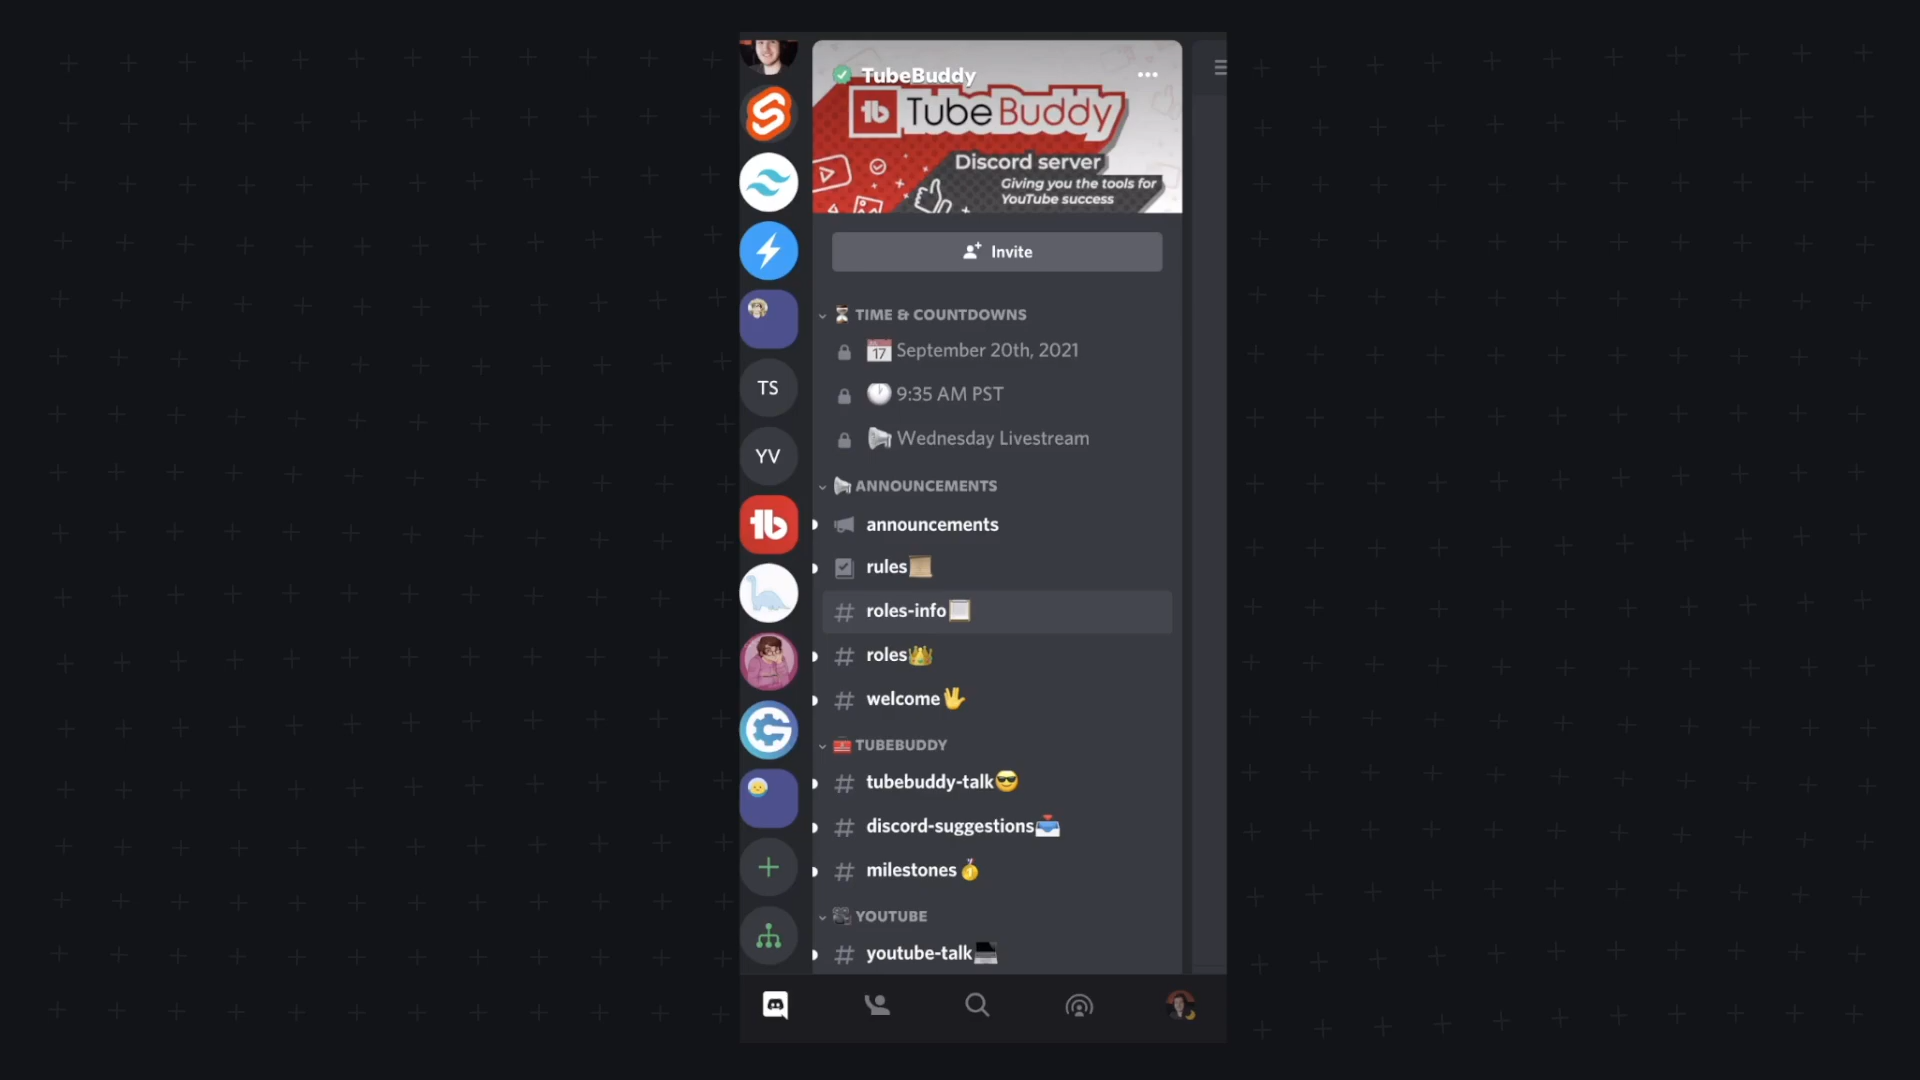 TubeBuddy
TubeBuddy
Discord server
Giving you the tools for
YouTube success
Invite
TIME & COUNTDOWNS
17 September 20th, 2021
9:35 AM PST
Wednesday Livestream
TS
YV
ANNOUNCEMENTS
announcements
rules
roles-info
roles
welcome
TUBEBUDDY
tubebuddy-talk
discord-suggestions
milestones
YOUTUBE
youtube-talk